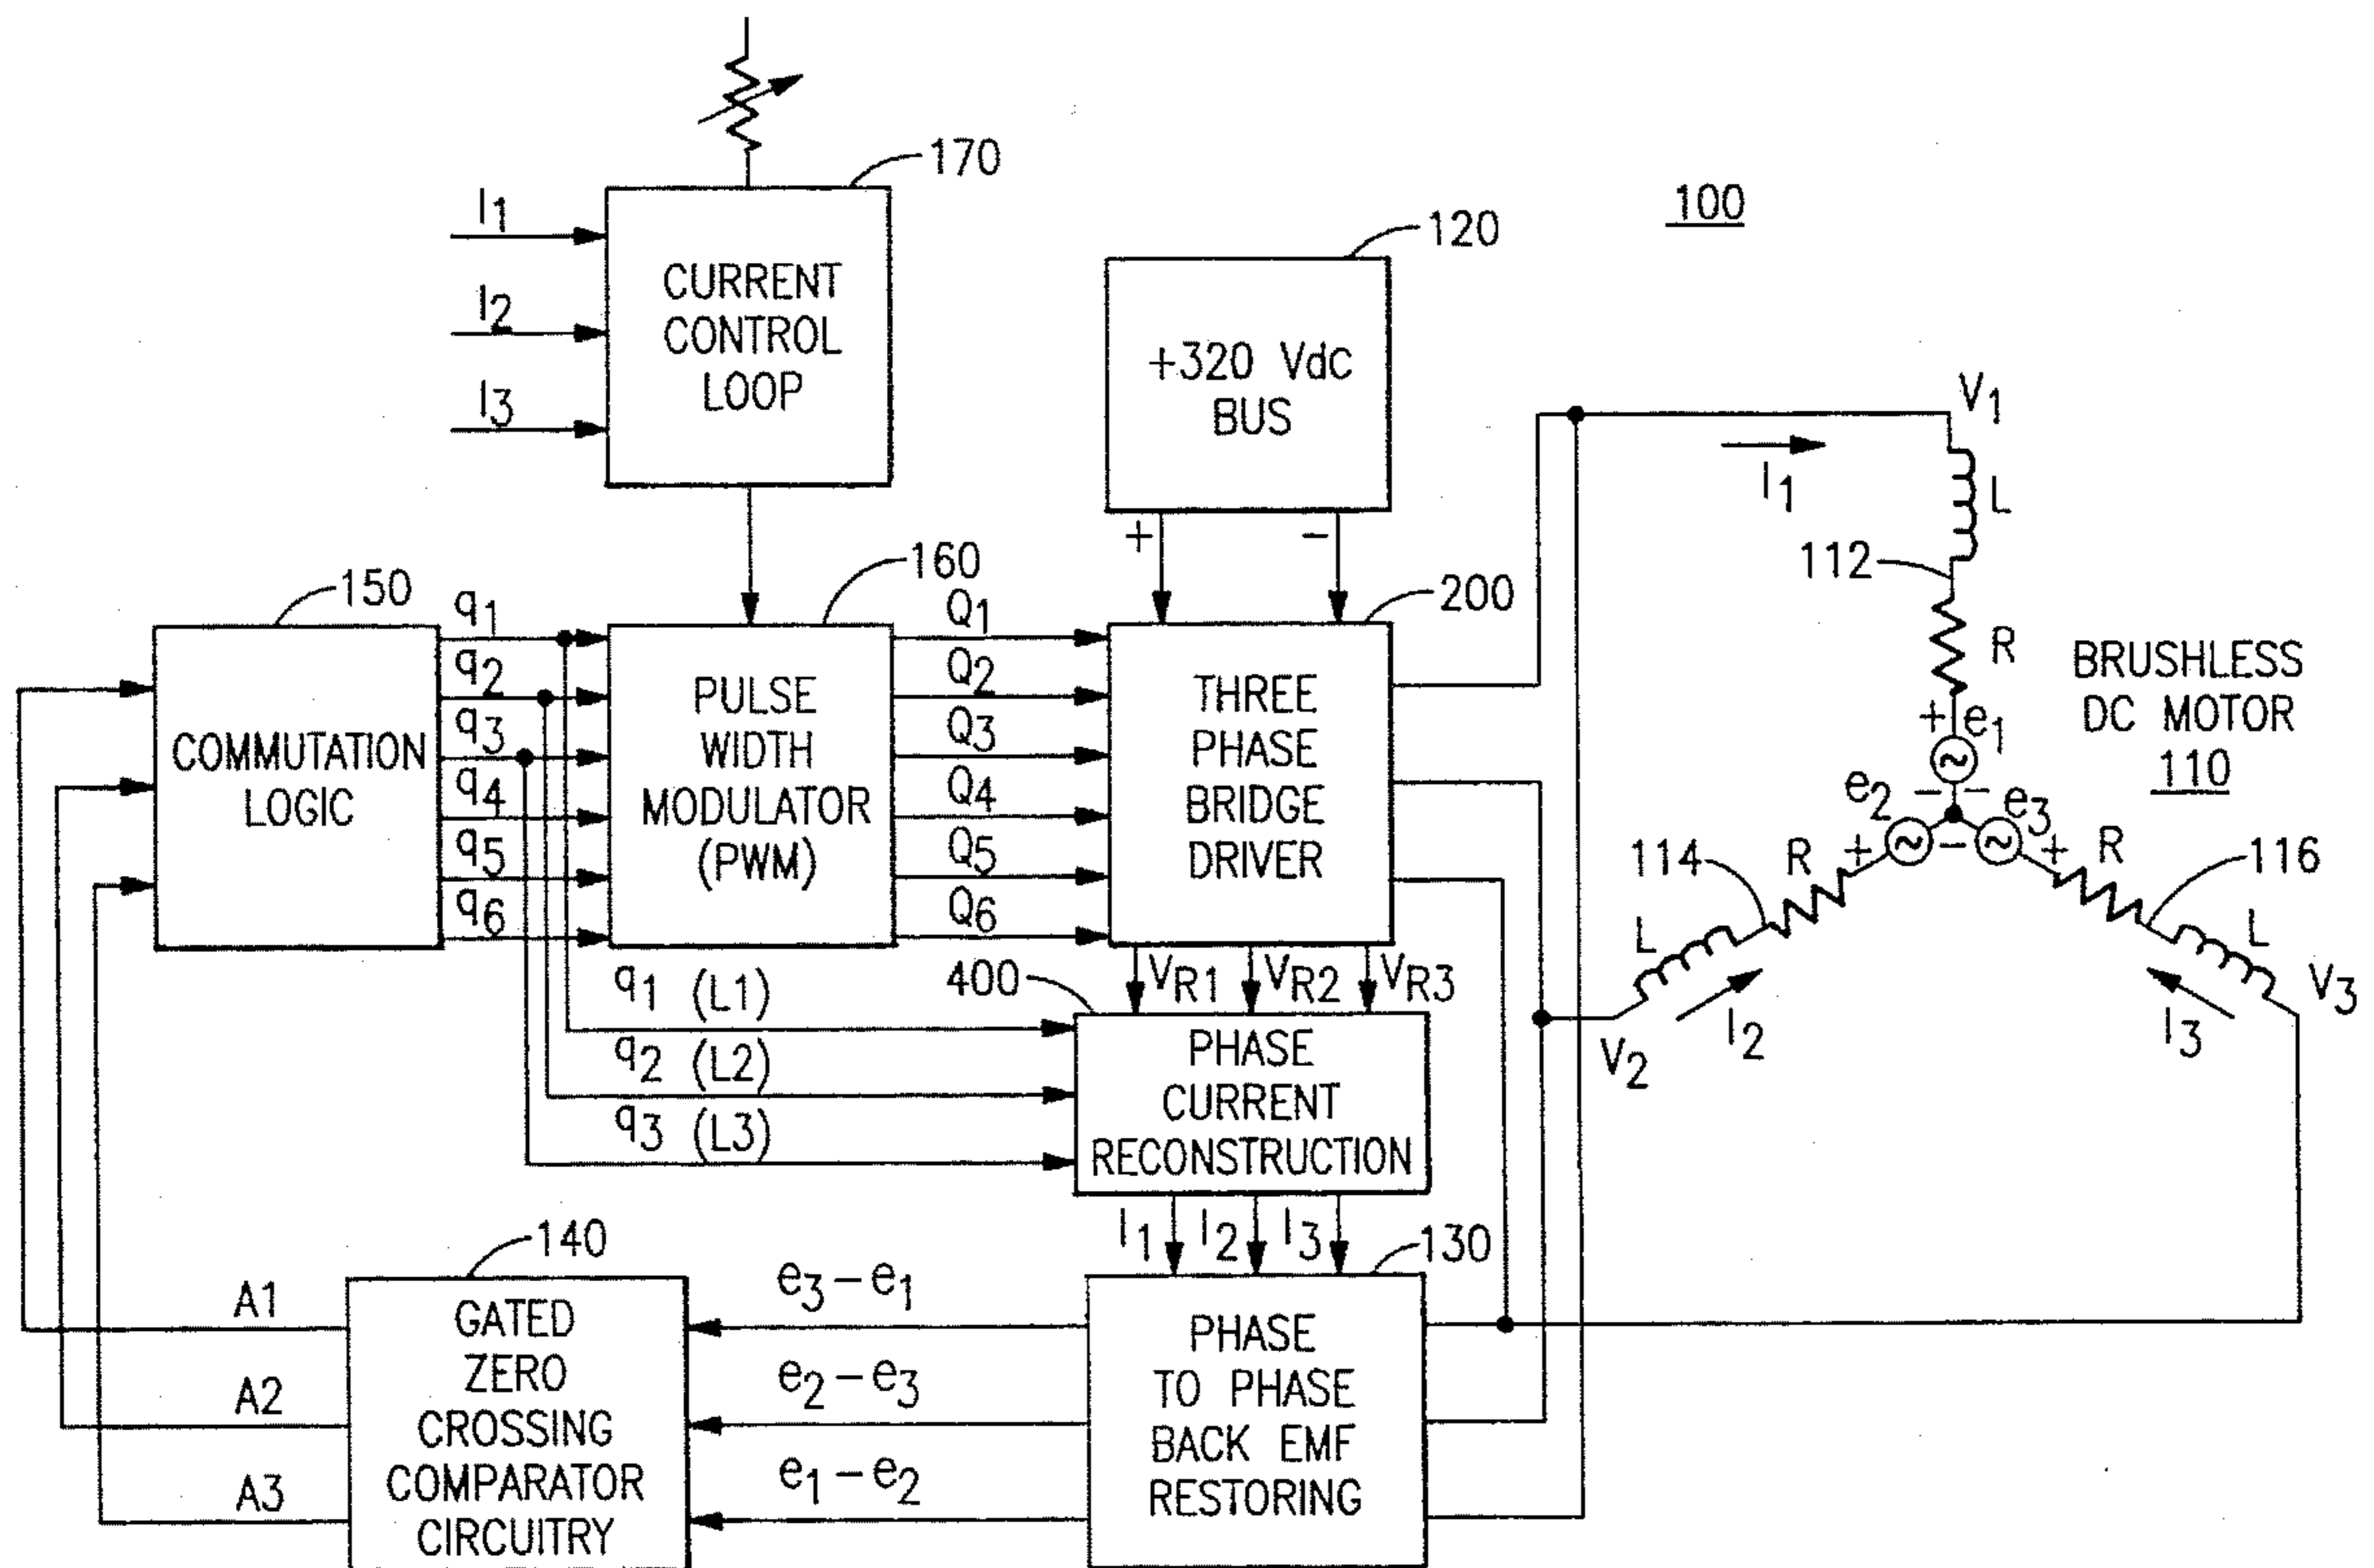 170
100
I1
I2
I3
CURRENT
CONTROL
LOOP
120
+320 Vdc
BUS
+
-
V1
I1
L
112
R
+
e1
-
BRUSHLESS
DC MOTOR
110
150
COMMUTATION
LOGIC
q1
q2
q3
q4
q5
q6
160
PULSE
WIDTH
MODULATOR
(PWM)
Q1
Q2
Q3
Q4
Q5
Q6
200
THREE
PHASE
BRIDGE
DRIVER
e2
-
e3
114
R
+
-
+
R
116
L
L
V2
I2
I3
V3
VR1
VR2
VR3
400
q1 (L1)
q2 (L2)
q3 (L3)
PHASE
CURRENT
RECONSTRUCTION
I1
I2
I3
130
PHASE
TO PHASE
BACK EMF
RESTORING
e3-e1
e2-e3
e1-e2
140
GATED
ZERO
CROSSING
COMPARATOR
CIRCUITRY
A1
A2
A3